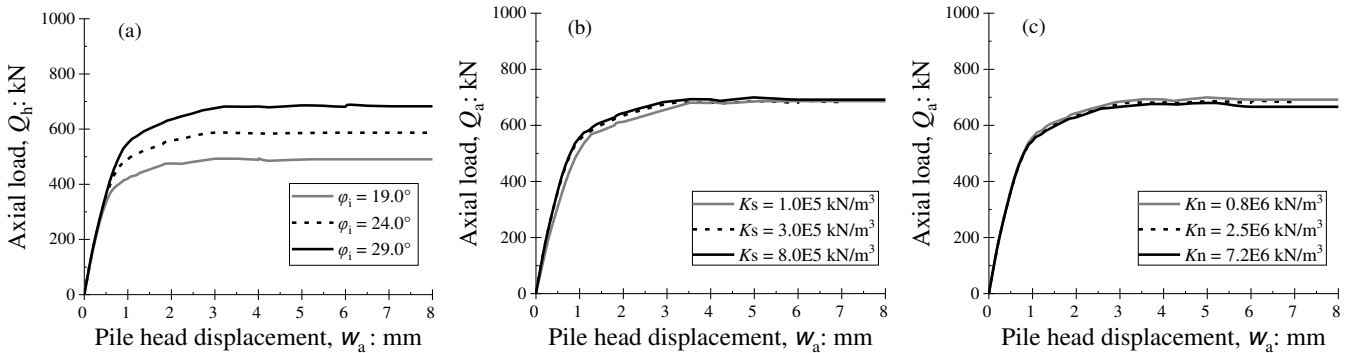 (a)
Axial load, Qh: kN
1000
800
600
400
200
0
0 1 2 3 4 5 6 7 8
Pile head displacement, wa: mm
φi = 19.0°
φi = 24.0°
φi = 29.0°
(b)
Axial load, Qa: kN
1000
800
600
400
200
0
0 1 2 3 4 5 6 7 8
Pile head displacement, wa: mm
Ks = 1.0E5 kN/m³
Ks = 3.0E5 kN/m³
Ks = 8.0E5 kN/m³
(c)
Axial load, Qa: kN
1000
800
600
400
200
0
0 1 2 3 4 5 6 7 8
Pile head displacement, wa: mm
Kn = 0.8E6 kN/m³
Kn = 2.5E6 kN/m³
Kn = 7.2E6 kN/m³